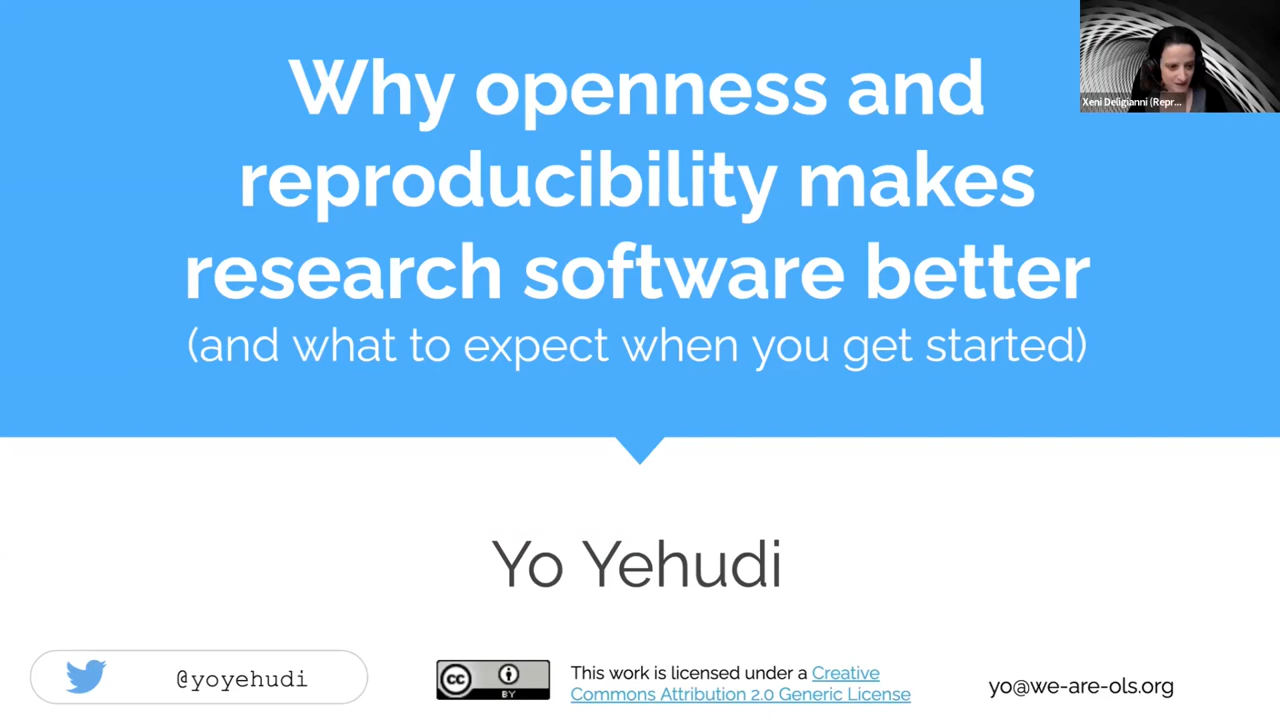 Why openness and
reproducibility makes
research software better
(and what to expect when you get started)
Xeni Deligianni (Repr...
Yo Yehudi
@yoyehudi
BY
This work is licensed under a Creative
Commons Attribution 2.0 Generic License
yo@we-are-ols.org